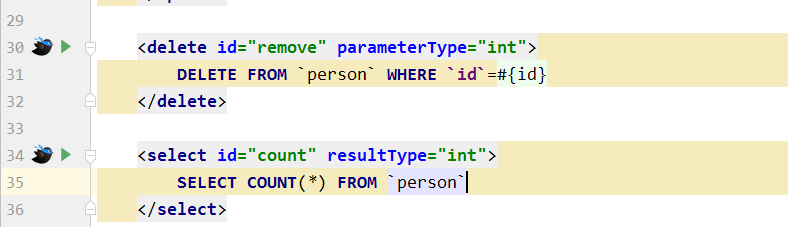 29
30 <delete id="remove" parameterType="int">
31 DELETE FROM `person` WHERE `id`=#{id}
32 </delete>
33
34 <select id="count" resultType="int">
35 SELECT COUNT(*) FROM `person`
36 </select>